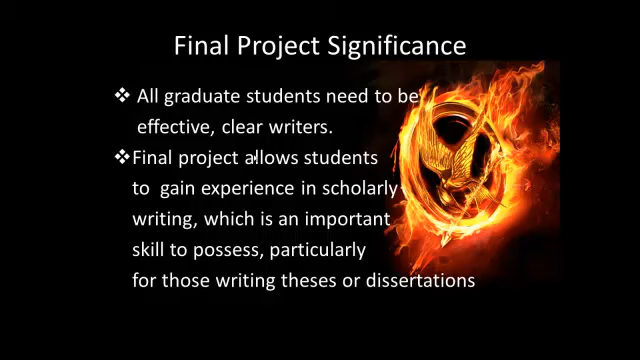 Final Project Significance
❖ All graduate students need to be
effective, clear writers.
❖Final project allows students
to gain experience in scholarly
writing, which is an important
skill to possess, particularly
for those writing theses or dissertations